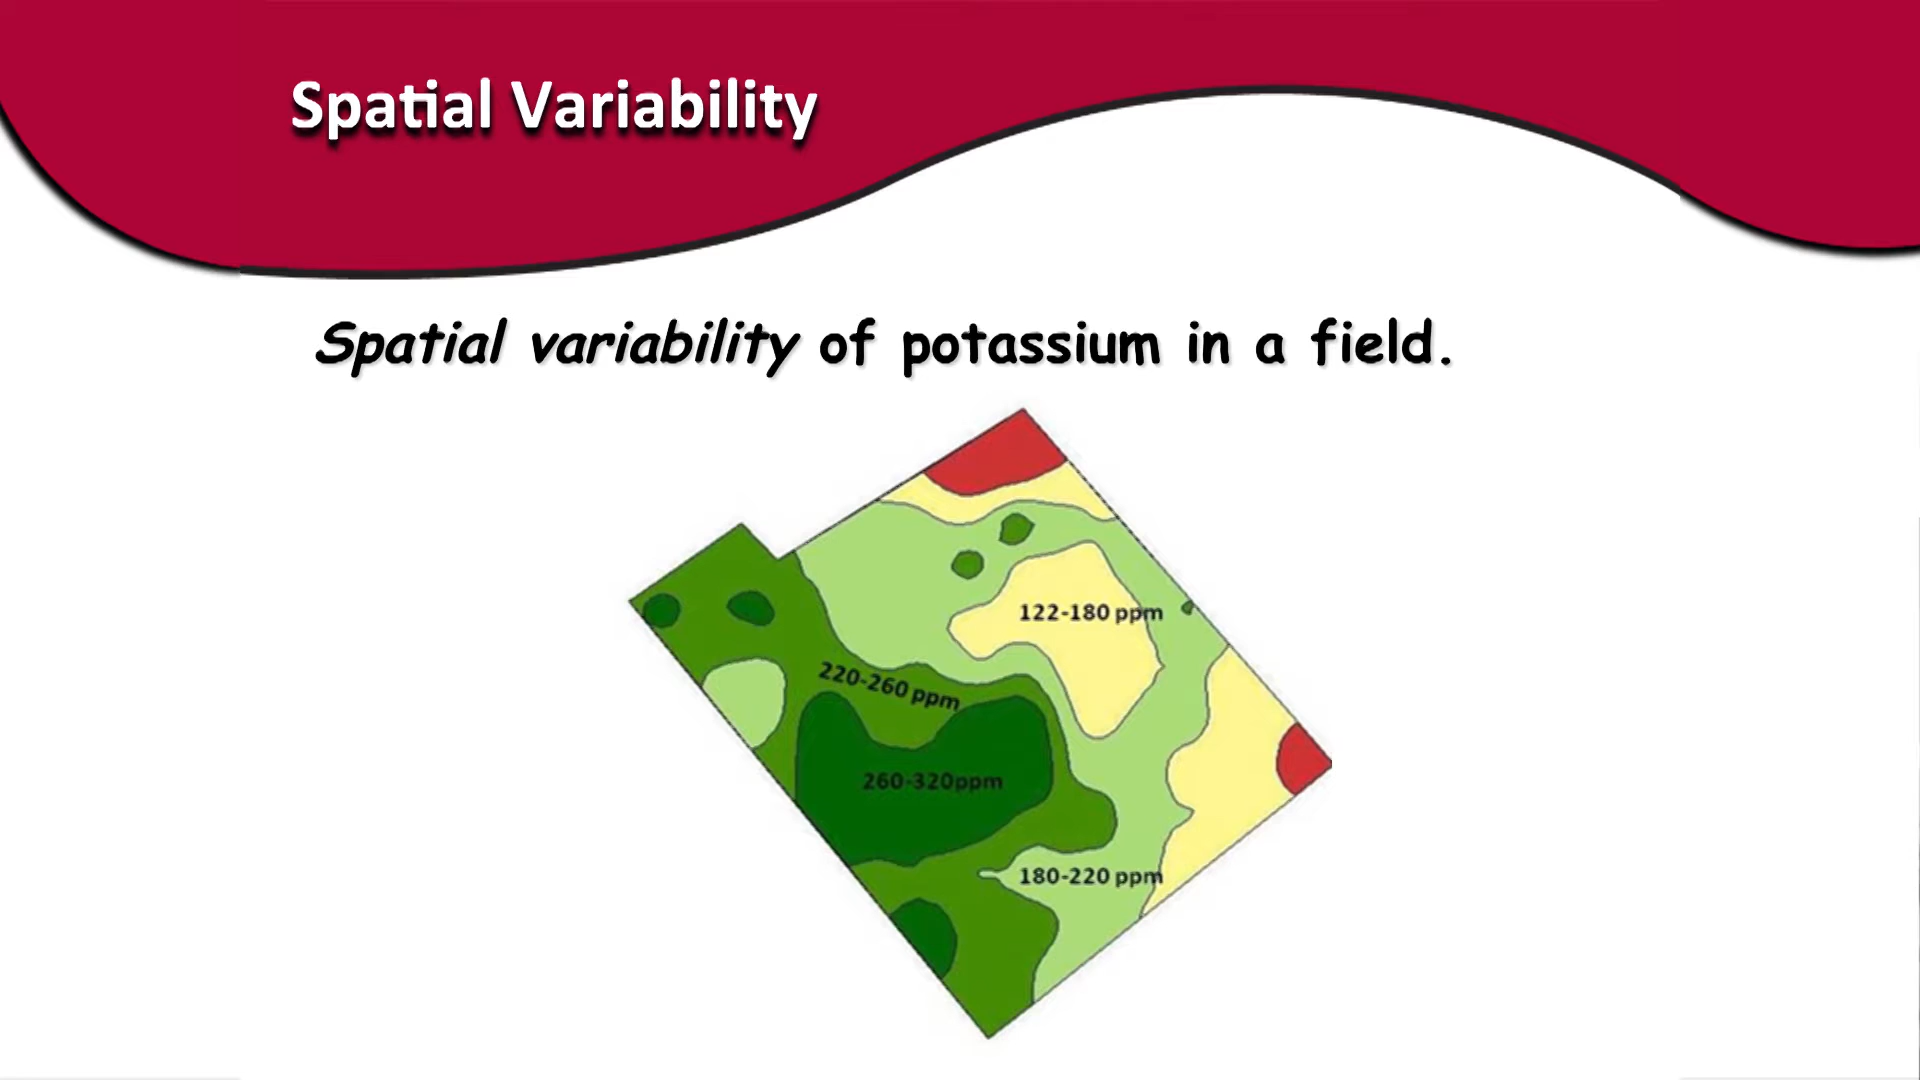 Spatial Variability
Spatial variability of potassium in a field.
122-180 ppm
220-260 ppm
260-320ppm
180-220 ppm